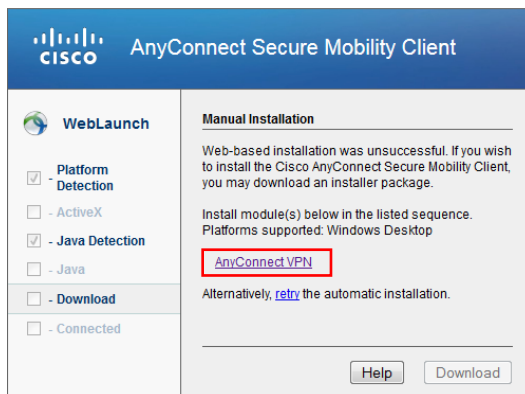 CISCO
AnyConnect Secure Mobility Client
WebLaunch
- Platform
Detection
- ActiveX
- Java Detection
- Java
- Download
- Connected
Manual Installation
Web-based installation was unsuccessful. If you wish
to install the Cisco AnyConnect Secure Mobility Client,
you may download an installer package.
Install module(s) below in the listed sequence.
Platforms supported: Windows Desktop
AnyConnect VPN
Alternatively, retry the automatic installation.
Help
Download